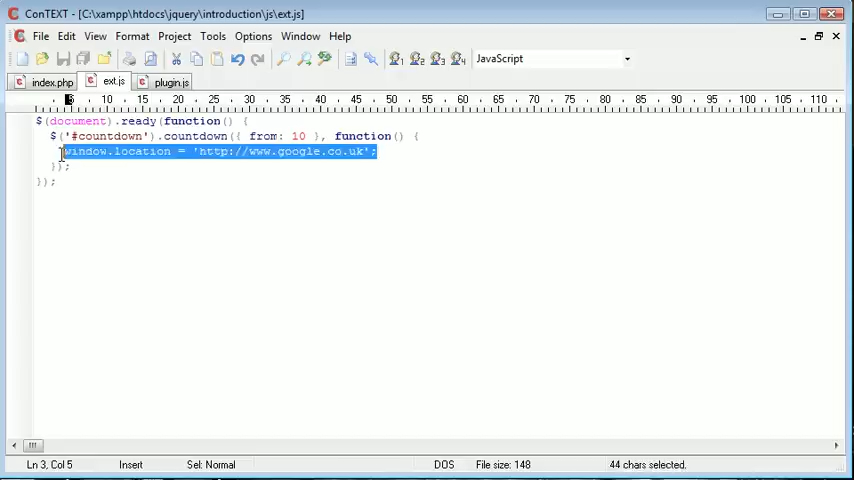 ConTEXT - [C:\xampp\htdocs\jquery\introduction\js\ext.js]
File Edit View Format Project Tools Options Window Help
JavaScript
index.php ext.js plugin.js
5 10 15 20 25 30 35 40 45 50 55 60 65 70 75 80 85 90 95 100 105 110
$(document).ready(function() {
$('#countdown').countdown({ from: 10 }, function() {
window.location = 'http://www.google.co.uk';
});
});
Ln 3, Col 5 Insert Sel: Normal DOS File size: 148 44 chars selected.